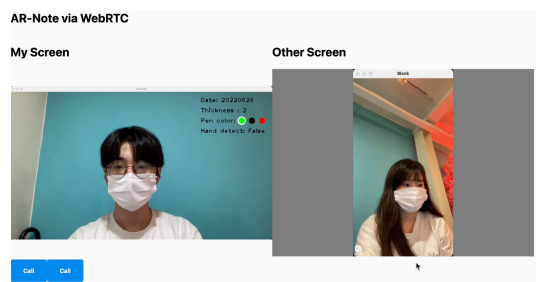 AR-Note via WebRTC
My Screen
Other Screen
Blank
Date: 20220626
Thickness : 2
Pen color:
Hand detect: False
Call
Call